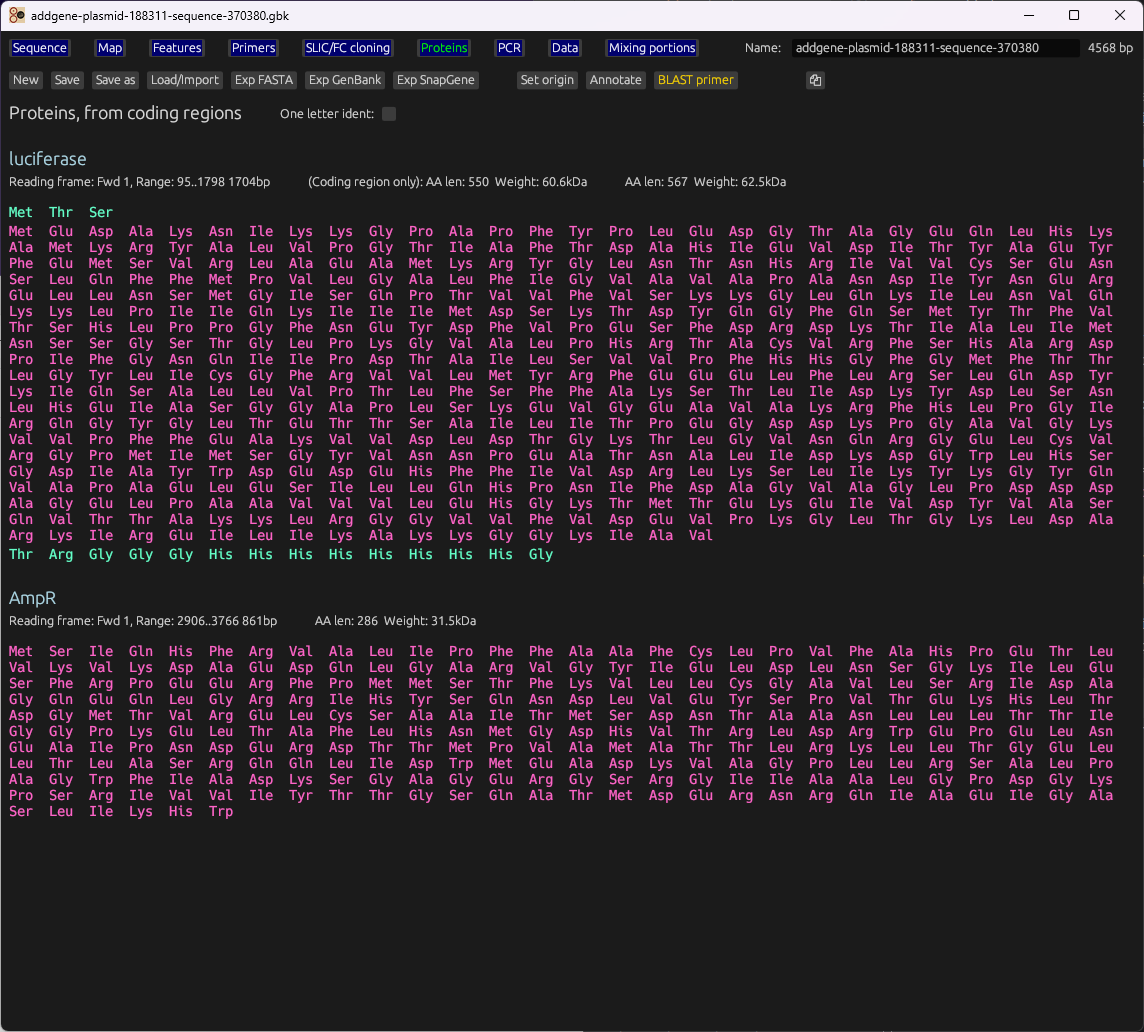 addgene-plasmid-188311-sequence-370380.gbk
Sequence Map Features Primers SLIC/FC cloning Proteins PCR Data Mixing portions Name: addgene-plasmid-188311-sequence-370380 4568 bp
New Save Save as Load/Import Exp FASTA Exp GenBank Exp SnapGene Set origin Annotate BLAST primer
Proteins, from coding regions One letter ident:
luciferase
Reading frame: Fwd 1, Range: 95..1798 1704bp (Coding region only): AA len: 550 Weight: 60.6kDa AA len: 567 Weight: 62.5kDa
Met Thr Ser
Met Glu Asp Ala Lys Asn Ile Lys Lys Gly Pro Ala Pro Phe Tyr Pro Leu Glu Asp Gly Thr Ala Gly Glu Gln Leu His Lys
Ala Met Lys Arg Tyr Ala Leu Val Pro Gly Thr Ile Ala Phe Thr Asp Ala His Ile Glu Val Asp Ile Thr Tyr Ala Glu Tyr
Phe Glu Met Ser Val Arg Leu Ala Glu Ala Met Lys Arg Tyr Gly Leu Asn Thr Asn His Arg Ile Val Val Cys Ser Glu Asn
Ser Leu Gln Phe Phe Met Pro Val Leu Gly Ala Leu Phe Ile Gly Val Ala Val Ala Pro Ala Asn Asp Ile Tyr Asn Glu Arg
Glu Leu Leu Asn Ser Met Gly Ile Ser Gln Pro Thr Val Val Phe Val Ser Lys Lys Gly Leu Gln Lys Ile Leu Asn Val Gln
Lys Lys Leu Pro Ile Ile Gln Lys Ile Ile Ile Met Asp Ser Lys Thr Asp Tyr Gln Gly Phe Gln Ser Met Tyr Thr Phe Val
Thr Ser His Leu Pro Pro Gly Phe Asn Glu Tyr Asp Phe Val Pro Glu Ser Phe Asp Arg Asp Lys Thr Ile Ala Leu Ile Met
Asn Ser Ser Gly Ser Thr Gly Leu Pro Lys Gly Val Ala Leu Pro His Arg Thr Ala Cys Val Arg Phe Ser His Ala Arg Asp
Pro Ile Phe Gly Asn Gln Ile Ile Pro Asp Thr Ala Ile Leu Ser Val Val Pro Phe His His Gly Phe Gly Met Phe Thr Thr
Leu Gly Tyr Leu Ile Cys Gly Phe Arg Val Val Leu Met Tyr Arg Phe Glu Glu Glu Leu Phe Leu Arg Ser Leu Gln Asp Tyr
Lys Ile Gln Ser Ala Leu Leu Val Pro Thr Leu Phe Ser Phe Phe Ala Lys Ser Thr Leu Ile Asp Lys Tyr Asp Leu Ser Asn
Leu His Glu Ile Ala Ser Gly Gly Ala Pro Leu Ser Lys Glu Val Gly Glu Ala Val Ala Lys Arg Phe His Leu Pro Gly Ile
Arg Gln Gly Tyr Gly Leu Thr Glu Thr Thr Ser Ala Ile Leu Ile Thr Pro Glu Gly Asp Asp Lys Pro Gly Ala Val Gly Lys
Val Val Pro Phe Phe Glu Ala Lys Val Val Asp Leu Asp Thr Gly Lys Thr Leu Gly Val Asn Gln Arg Gly Glu Leu Cys Val
Arg Gly Pro Met Ile Met Ser Gly Tyr Val Asn Asn Pro Glu Ala Thr Asn Ala Leu Ile Asp Lys Asp Gly Trp Leu His Ser
Gly Asp Ile Ala Tyr Trp Asp Glu Asp Glu His Phe Phe Ile Val Asp Arg Leu Lys Ser Leu Ile Lys Tyr Lys Gly Tyr Gln
Val Ala Pro Ala Glu Leu Glu Ser Ile Leu Leu Gln His Pro Asn Ile Phe Asp Ala Gly Val Ala Gly Leu Pro Asp Asp Asp
Ala Gly Glu Leu Pro Ala Ala Val Val Val Leu Glu His Gly Lys Thr Met Thr Glu Lys Glu Ile Val Asp Tyr Val Ala Ser
Gln Val Thr Thr Ala Lys Lys Leu Arg Gly Gly Val Val Phe Val Asp Glu Val Pro Lys Gly Leu Thr Gly Lys Leu Asp Ala
Arg Lys Ile Arg Glu Ile Leu Ile Lys Ala Lys Lys Gly Gly Lys Ile Ala Val
Thr Arg Gly Gly Gly His His His His His His His His Gly
AmpR
Reading frame: Fwd 1, Range: 2906..3766 861bp AA len: 286 Weight: 31.5kDa
Met Ser Ile Gln His Phe Arg Val Ala Leu Ile Pro Phe Phe Ala Ala Phe Cys Leu Pro Val Phe Ala His Pro Glu Thr Leu
Val Lys Val Lys Asp Ala Glu Asp Gln Leu Gly Ala Arg Val Gly Tyr Ile Glu Leu Asp Leu Asn Ser Gly Lys Ile Leu Glu
Ser Phe Arg Pro Glu Glu Arg Phe Pro Met Met Ser Thr Phe Lys Val Leu Leu Cys Gly Ala Val Leu Ser Arg Ile Asp Ala
Gly Gln Glu Gln Leu Gly Arg Arg Ile His Tyr Ser Gln Asn Asp Leu Val Glu Tyr Ser Pro Val Thr Glu Lys His Leu Thr
Asp Gly Met Thr Val Arg Glu Leu Cys Ser Ala Ala Ile Thr Met Ser Asp Asn Thr Ala Ala Asn Leu Leu Leu Thr Thr Ile
Gly Gly Pro Lys Glu Leu Thr Ala Phe Leu His Asn Met Gly Asp His Val Thr Arg Leu Asp Arg Trp Glu Pro Glu Leu Asn
Glu Ala Ile Pro Asn Asp Glu Arg Asp Thr Thr Met Pro Val Ala Met Ala Thr Thr Leu Arg Lys Leu Leu Thr Gly Glu Leu
Leu Thr Leu Ala Ser Arg Gln Gln Leu Ile Asp Trp Met Glu Ala Asp Lys Val Ala Gly Pro Leu Leu Arg Ser Ala Leu Pro
Ala Gly Trp Phe Ile Ala Asp Lys Ser Gly Ala Gly Glu Arg Gly Ser Arg Gly Ile Ile Ala Ala Leu Gly Pro Asp Gly Lys
Pro Ser Arg Ile Val Val Ile Tyr Thr Thr Gly Ser Gln Ala Thr Met Asp Glu Arg Asn Arg Gln Ile Ala Glu Ile Gly Ala
Ser Leu Ile Lys His Trp